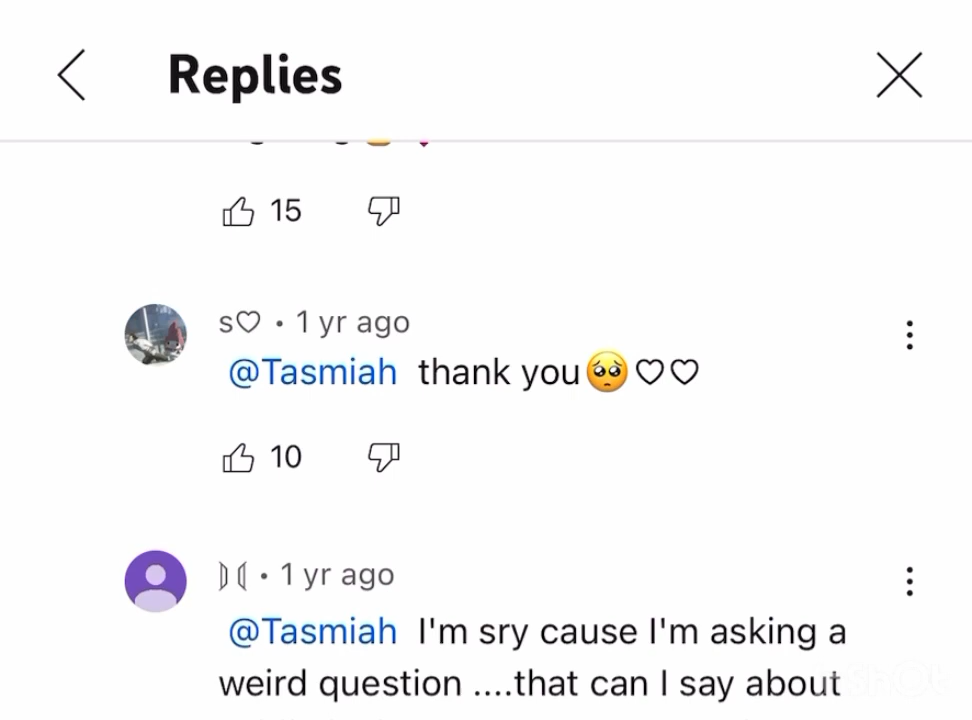 Replies
15
s♡ • 1 yr ago
@Tasmiah thank you🥺♡♡
10
• 1 yr ago
@Tasmiah I'm sry cause I'm asking a
weird question ....that can I say about